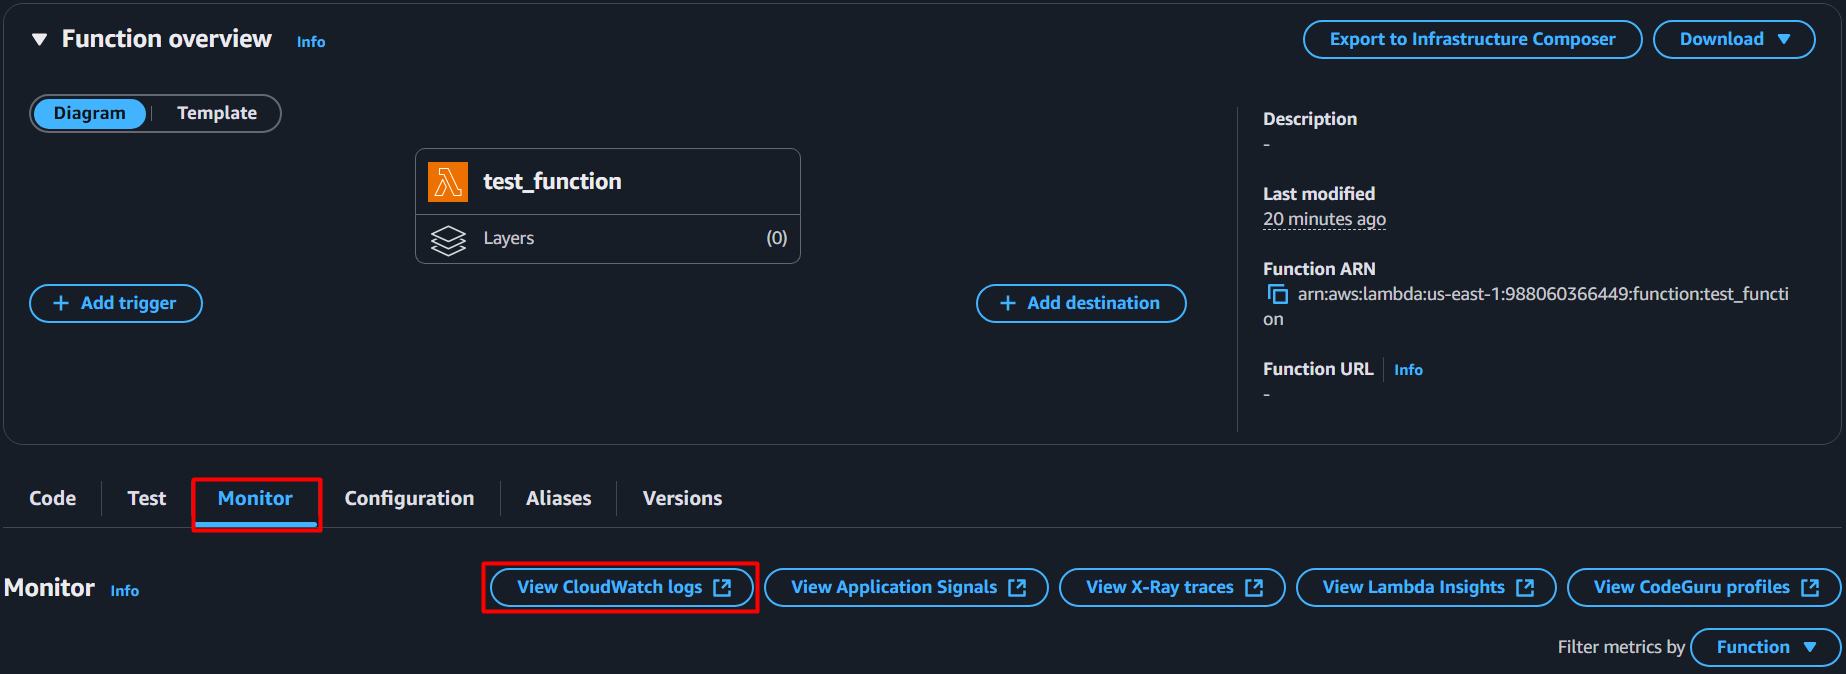 Function overview Info
Export to Infrastructure Composer
Download
Diagram
Template
test_function
Layers
(0)
Add trigger
Add destination
Description
-
Last modified
20 minutes ago
Function ARN
arn:aws:lambda:us-east-1:988060366449:function:test_functi
on
Function URL Info
-
Code
Test
Monitor
Configuration
Aliases
Versions
Monitor Info
View CloudWatch logs
View Application Signals
View X-Ray traces
View Lambda Insights
View CodeGuru profiles
Filter metrics by
Function